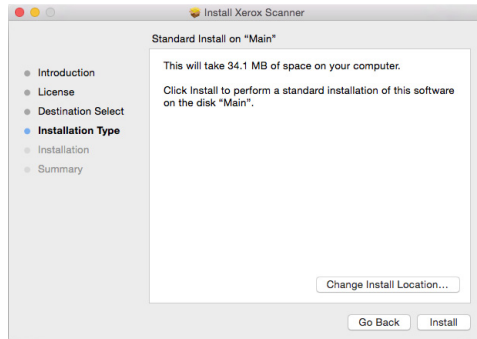 Install Xerox Scanner
Standard Install on “Main”
Introduction
License
Destination Select
Installation Type
Installation
Summary
This will take 34.1 MB of space on your computer.
Click Install to perform a standard installation of this software
on the disk “Main”.
Change Install Location...
Go Back
Install